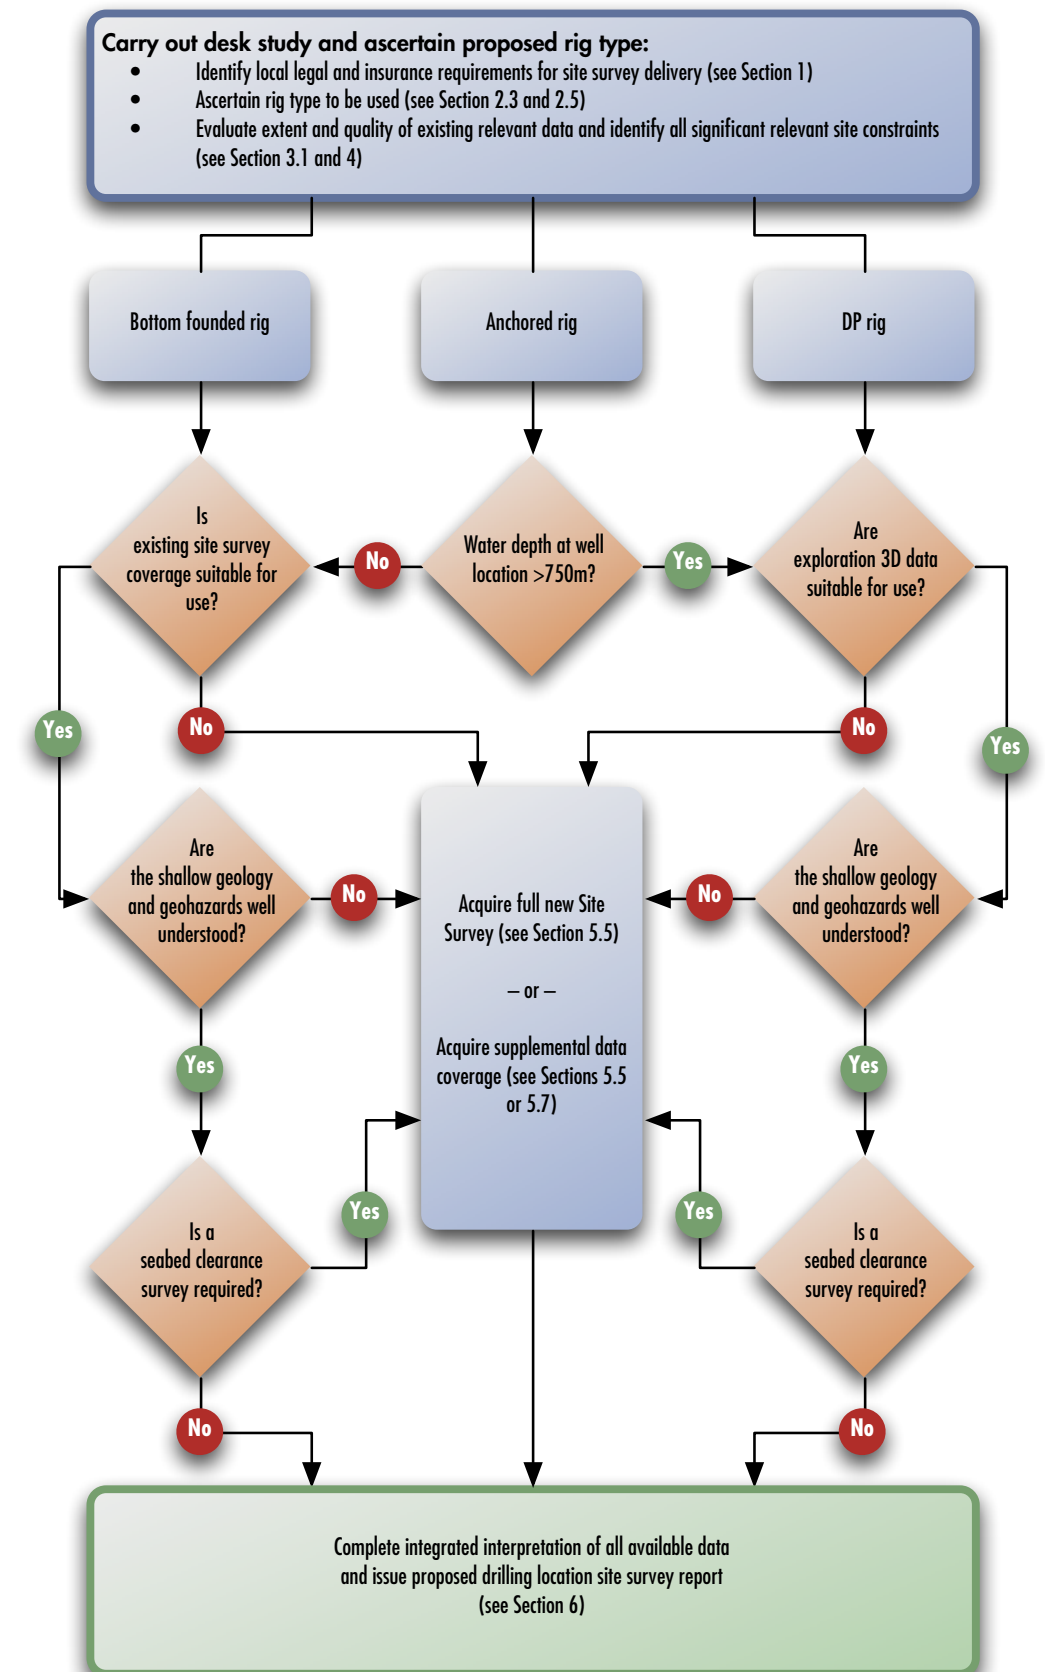 Carry out desk study and ascertain proposed rig type:
• Identify local legal and insurance requirements for site survey delivery (see Section 1)
• Ascertain rig type to be used (see Section 2.3 and 2.5)
• Evaluate extent and quality of existing relevant data and identify all significant relevant site constraints
(see Section 3.1 and 4)
Bottom founded rig
Anchored rig
DP rig
Is
existing site survey
coverage suitable for
use?
No
Water depth at well
location >750m?
Yes
Are
exploration 3D data
suitable for use?
Yes
No
No
Yes
Are
the shallow geology
and geohazards well
understood?
No
Acquire full new Site
Survey (see Section 5.5)
– or –
Acquire supplemental data
coverage (see Sections 5.5
or 5.7)
No
Are
the shallow geology
and geohazards well
understood?
Yes
Yes
Is a
seabed clearance
survey required?
Yes
Yes
Is a
seabed clearance
survey required?
No
No
Complete integrated interpretation of all available data
and issue proposed drilling location site survey report
(see Section 6)